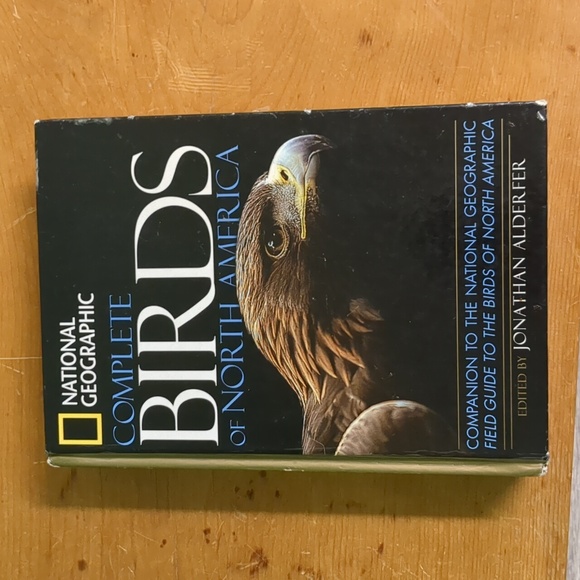 NATIONAL
GEOGRAPHIC
COMPLETE
BIRDS
OF NORTH AMERICA
COMPANION TO THE NATIONAL GEOGRAPHIC
FIELD GUIDE TO THE BIRDS OF NORTH AMERICA
EDITED BY JONATHAN ALDERFER